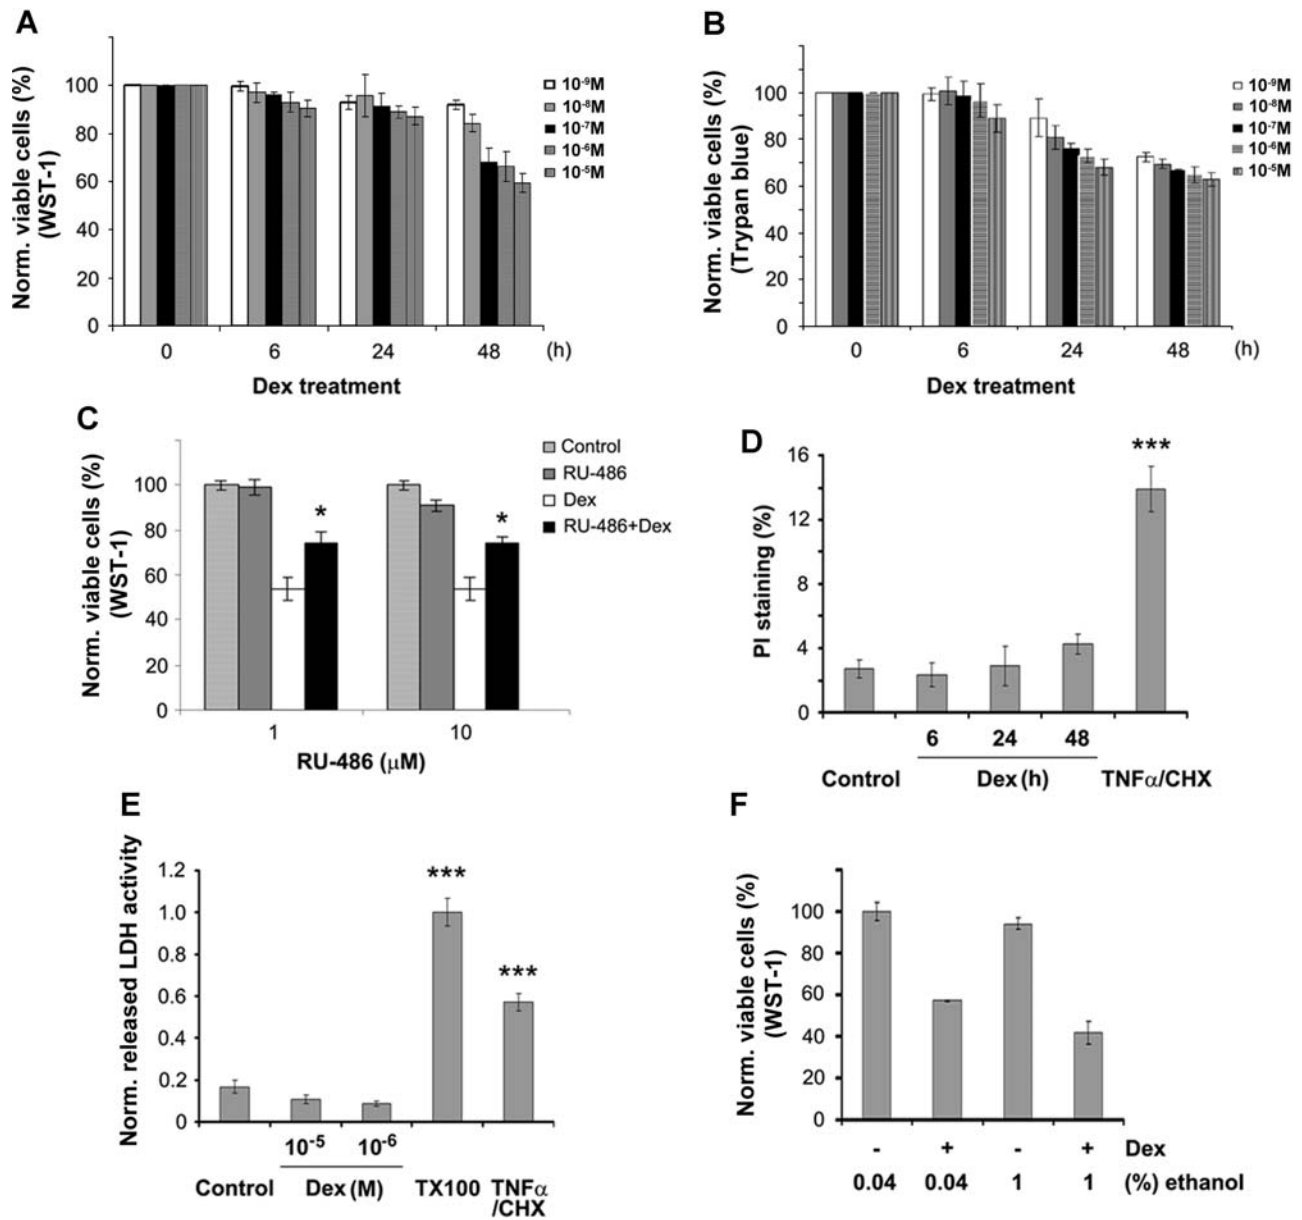 A
Norm. viable cells (%)
(WST-1)
100
80
60
40
20
0
0 6 24 48 (h)
Dex treatment
10⁻⁹M
10⁻⁸M
10⁻⁷M
10⁻⁶M
10⁻⁵M
B
Norm. viable cells (%)
(Trypan blue)
100
80
60
40
20
0
0 6 24 48 (h)
Dex treatment
10⁻⁹M
10⁻⁸M
10⁻⁷M
10⁻⁶M
10⁻⁵M
C
Norm. viable cells (%)
(WST-1)
100
80
60
40
20
0
* *
1 10
RU-486 (µM)
Control
RU-486
Dex
RU-486+Dex
D
PI staining (%)
16
12
8
4
0
***
6 24 48
Control Dex (h) TNFα/CHX
E
Norm. released LDH activity
1.2
1.0
0.8
0.6
0.4
0.2
0
***
***
10⁻⁵ 10⁻⁶
Control Dex (M) TX100 TNFα
/CHX
F
Norm. viable cells (%)
(WST-1)
100
80
60
40
20
0
- + - + Dex
0.04 0.04 1 1 (%) ethanol